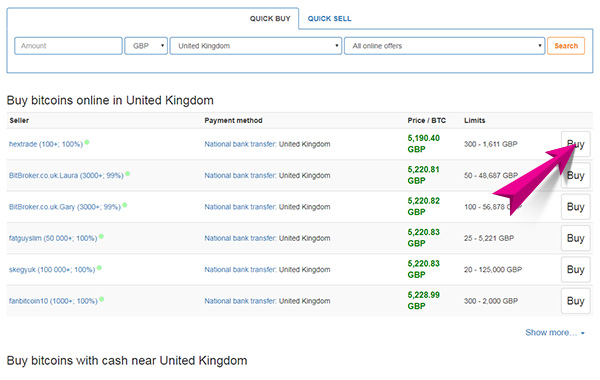 QUICK BUY QUICK SELL
Amount GBP United Kingdom All online offers Search
Buy bitcoins online in United Kingdom
Seller Payment method Price / BTC Limits
hextrade (100+; 100%) National bank transfer: United Kingdom 5,190.40 GBP 300 - 1,611 GBP Buy
BitBroker.co.uk.Laura (3000+; 99%) National bank transfer: United Kingdom 5,220.81 GBP 50 - 48,687 GBP Buy
BitBroker.co.uk.Gary (3000+; 99%) National bank transfer: United Kingdom 5,220.82 GBP 100 - 56,878 GBP Buy
fatguyslim (50 000+; 100%) National bank transfer: United Kingdom 5,220.83 GBP 25 - 5,221 GBP Buy
skegyuk (100 000+; 100%) National bank transfer: United Kingdom 5,220.83 GBP 20 - 125,000 GBP Buy
fanbitcoin10 (1000+; 100%) National bank transfer: United Kingdom 5,228.99 GBP 300 - 2,000 GBP Buy
Show more...
Buy bitcoins with cash near United Kingdom